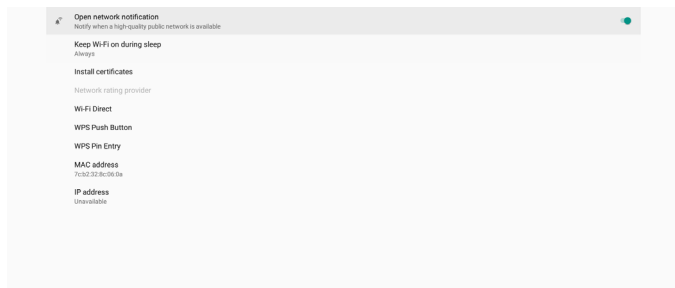 Open network notification
Notify when a high-quality public network is available
Keep Wi-Fi on during sleep
Always
Install certificates
Network rating provider
Wi-Fi Direct
WPS Push Button
WPS Pin Entry
MAC address
7c:b2:32:8c:06:0a
IP address
Unavailable